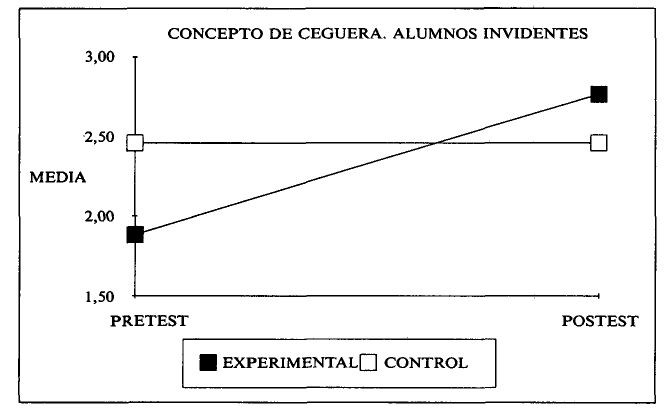 CONCEPTO DE CEGUERA. ALUMNOS INVIDENTES
3,00
2,50
MEDIA
2,00
1,50
PRETEST POSTEST
EXPERIMENTAL CONTROL